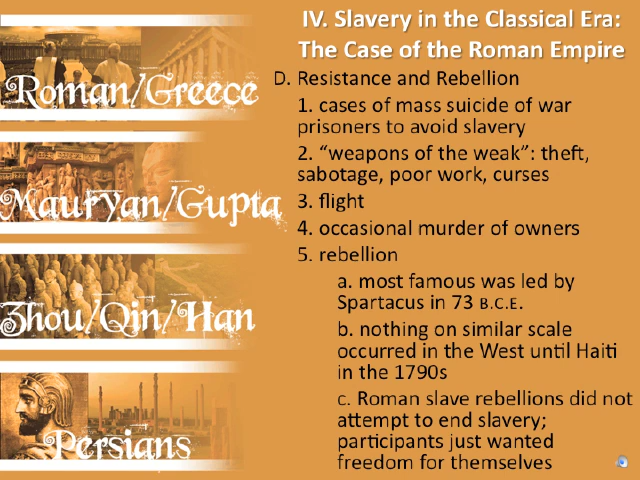 IV. Slavery in the Classical Era:
The Case of the Roman Empire
Roman/Greece
Mauryan/Gupta
Zhou/Qin/Han
Persians
D. Resistance and Rebellion
1. cases of mass suicide of war
prisoners to avoid slavery
2. “weapons of the weak”: theft,
sabotage, poor work, curses
3. flight
4. occasional murder of owners
5. rebellion
a. most famous was led by
Spartacus in 73 B.C.E.
b. nothing on similar scale
occurred in the West until Haiti
in the 1790s
c. Roman slave rebellions did not
attempt to end slavery;
participants just wanted
freedom for themselves